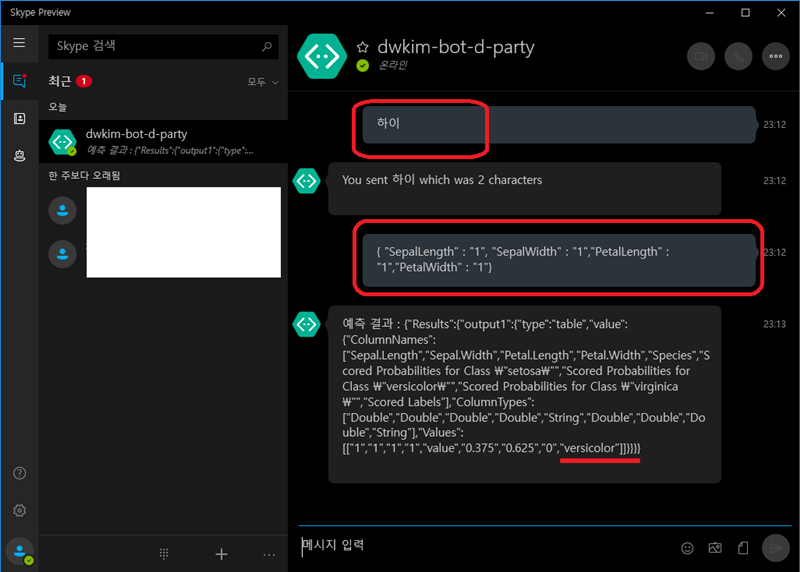 Skype Preview
Skype 검색
최근 1
모두
오늘
dwkim-bot-d-party
예측 결과 : {"Results":{"output1":{"type":...
한 주보다 오래됨
dwkim-bot-d-party
온라인
하이
23:12
You sent 하이 which was 2 characters
23:12
{ "SepalLength" : "1", "SepalWidth" : "1","PetalLength" :
"1","PetalWidth" : "1"}
23:12
예측 결과 : {"Results":{"output1":{"type":"table","value":
{"ColumnNames":
["Sepal.Length","Sepal.Width","Petal.Length","Petal.Width","Species","S
cored Probabilities for Class ₩"setosa₩"","Scored Probabilities for
Class ₩"versicolor₩"","Scored Probabilities for Class ₩"virginica
₩"","Scored Labels"],"ColumnTypes":
["Double","Double","Double","Double","String","Double","Double","Do
uble","String"],"Values":
[["1","1","1","1","value","0.375","0.625","0","versicolor"]]}}}}
23:13
메시지 입력